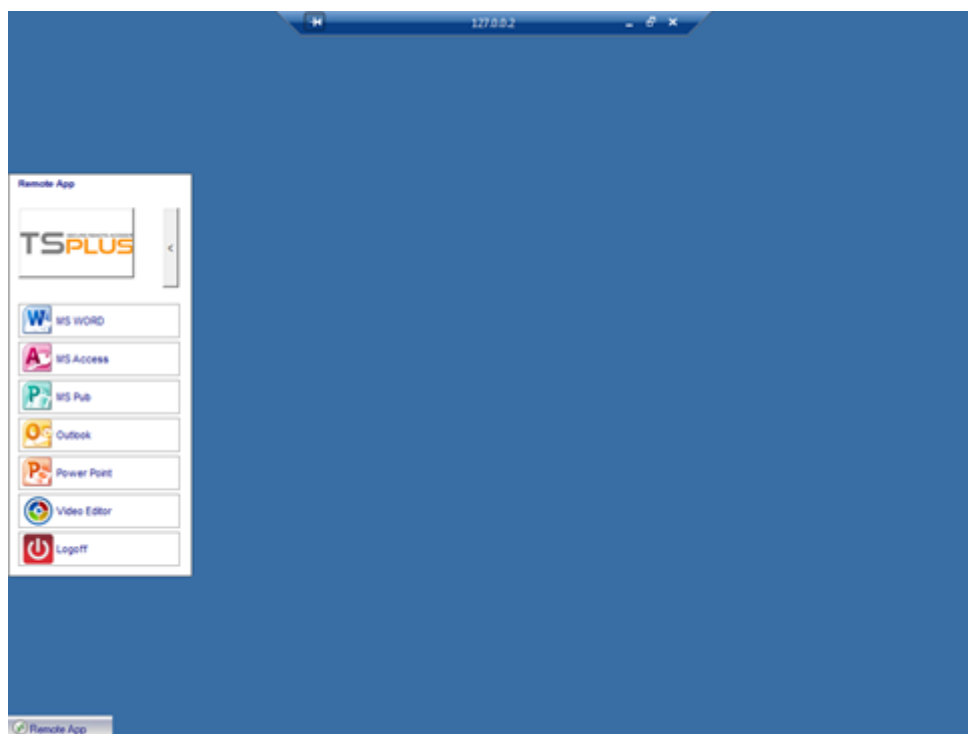 127.0.0.2
Remote App
TSPLUS
<
MS WORD
MS Access
MS Pub
Outlook
Power Point
Video Editor
Logoff
Remote App